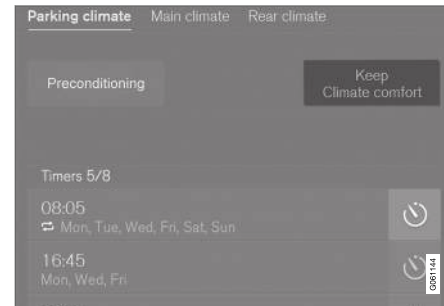 Parking climate Main climate Rear climate
Preconditioning
Keep
Climate comfort
Timers 5/8
08:05
Mon, Tue, Wed, Fri, Sat, Sun
16:45
Mon, Wed, Fri
G061144